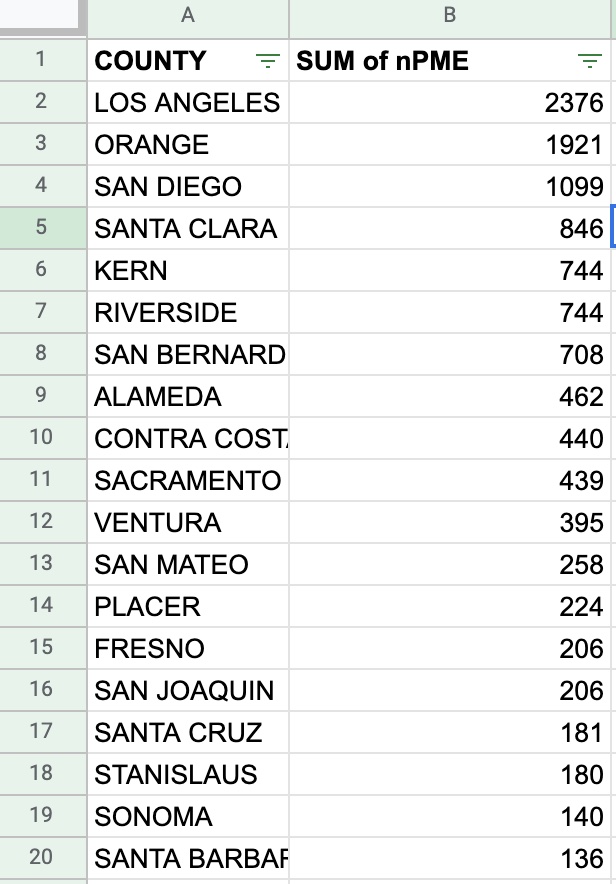 A B
1 COUNTY SUM of nPME
2 LOS ANGELES 2376
3 ORANGE 1921
4 SAN DIEGO 1099
5 SANTA CLARA 846
6 KERN 744
7 RIVERSIDE 744
8 SAN BERNARD 708
9 ALAMEDA 462
10 CONTRA COST 440
11 SACRAMENTO 439
12 VENTURA 395
13 SAN MATEO 258
14 PLACER 224
15 FRESNO 206
16 SAN JOAQUIN 206
17 SANTA CRUZ 181
18 STANISLAUS 180
19 SONOMA 140
20 SANTA BARBAR 136